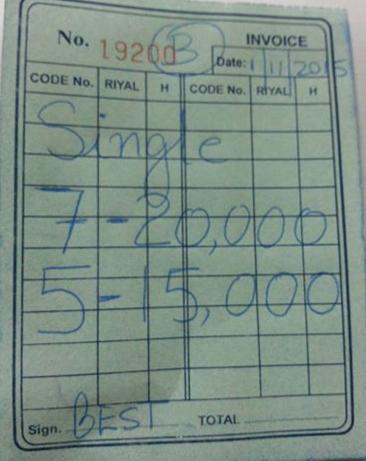 No. 19200 B INVOICE
Date: 1/11/2015
CODE No. RIYAL H CODE No. RIYAL H
Single
7-20,000
5-15,000
Sign. BEST TOTAL